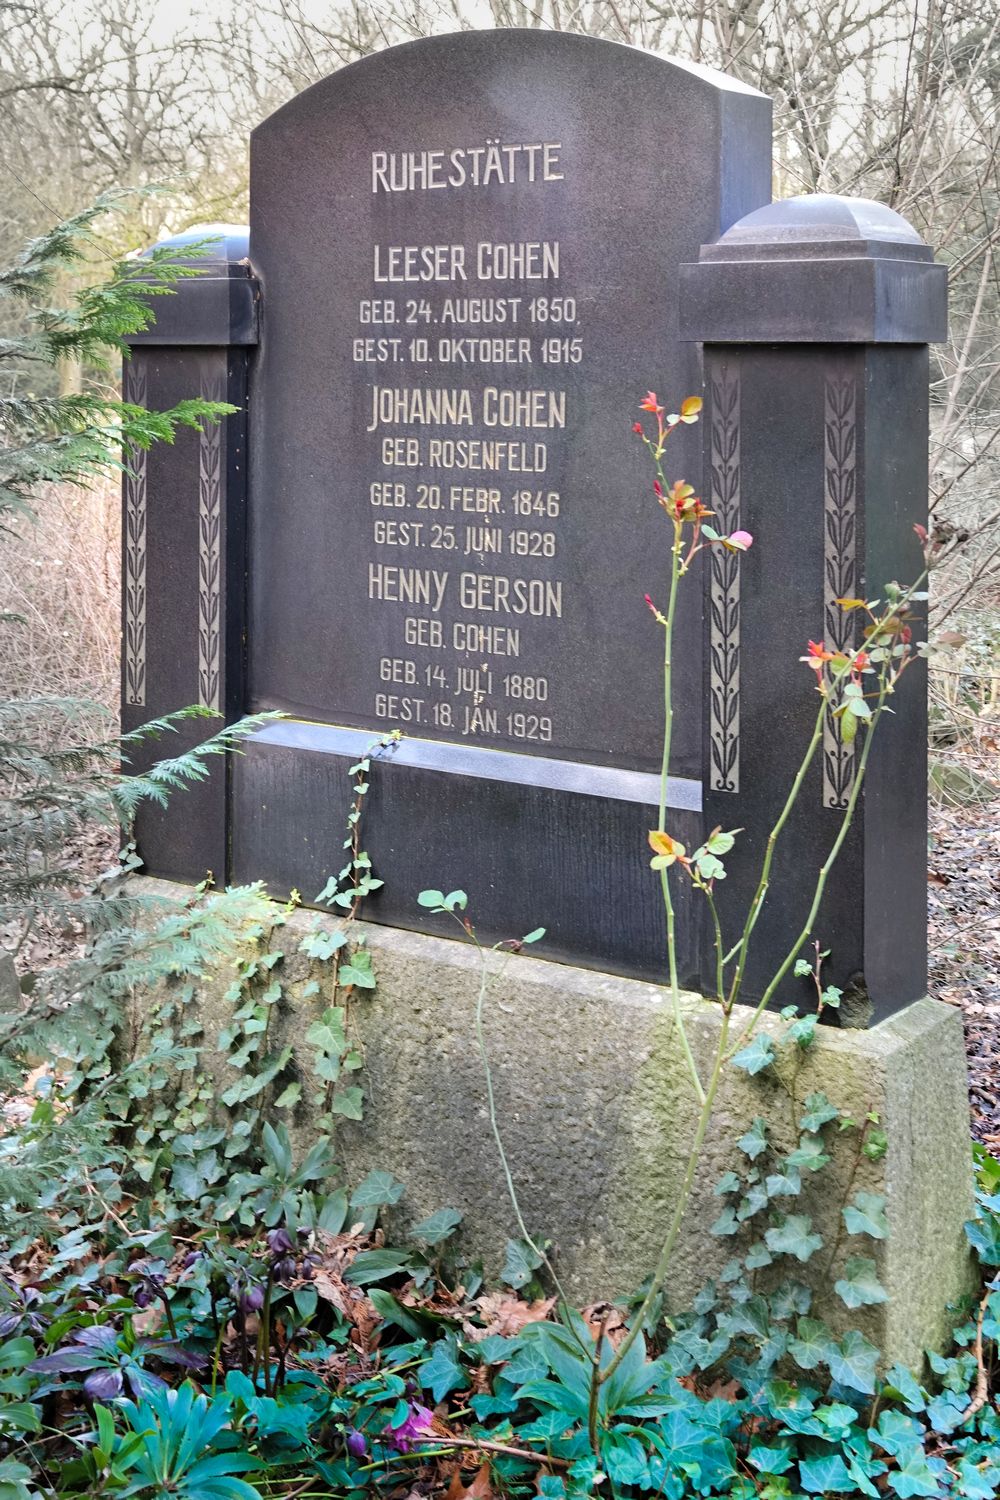 RUHESTÄTTE
LEESER COHEN
GEB. 24. AUGUST 1850,
GEST. 10. OKTOBER 1915
JOHANNA COHEN
GEB. ROSENFELD
GEB. 20. FEBR. 1846
GEST. 25. JUNI 1928
HENNY GERSON
GEB. COHEN
GEB. 14. JULI 1880
GEST. 18. JAN. 1929